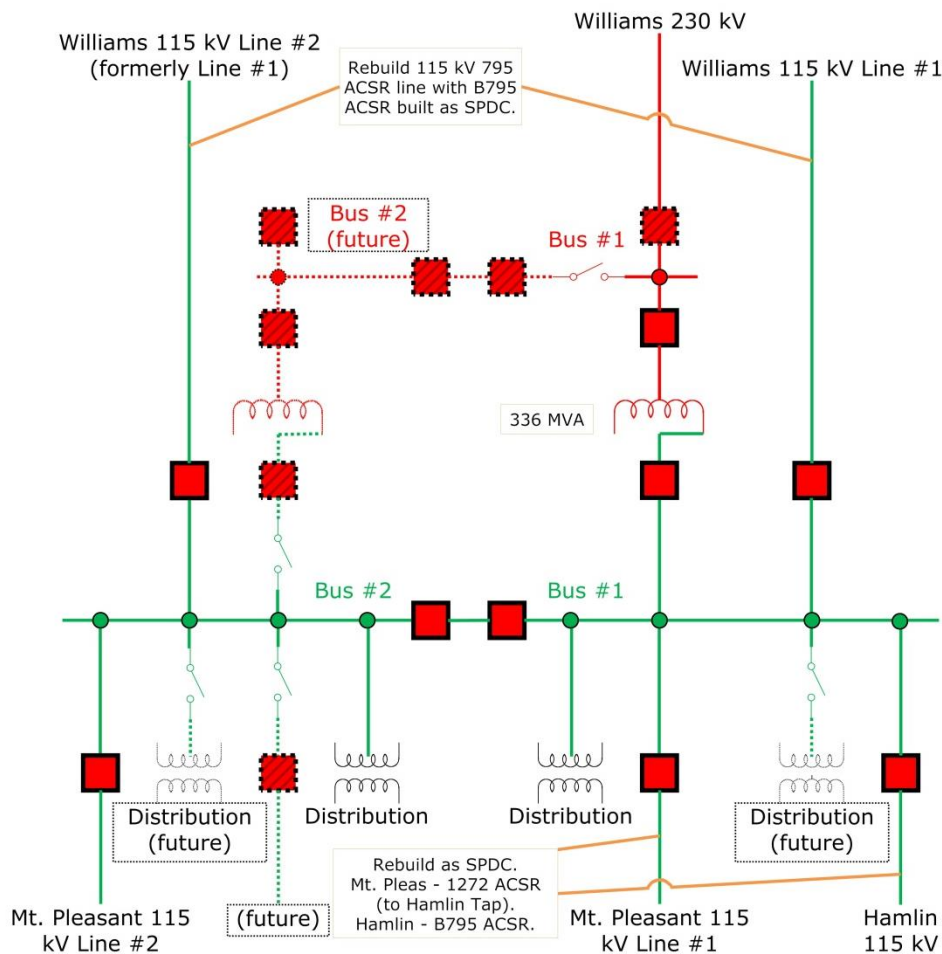 Williams 230 kV
Williams 115 kV Line #2
(formerly Line #1)
Rebuild 115 kV 795
ACSR line with B795
ACSR built as SPDC.
Williams 115 kV Line #1
Bus #2
(future)
Bus #1
336 MVA
Bus #2
Bus #1
Distribution
(future)
Distribution
Distribution
Distribution
(future)
Rebuild as SPDC.
Mt. Pleas - 1272 ACSR
(to Hamlin Tap).
Hamlin - B795 ACSR.
Mt. Pleasant 115
kV Line #2
(future)
Mt. Pleasant 115
kV Line #1
Hamlin
115 kV